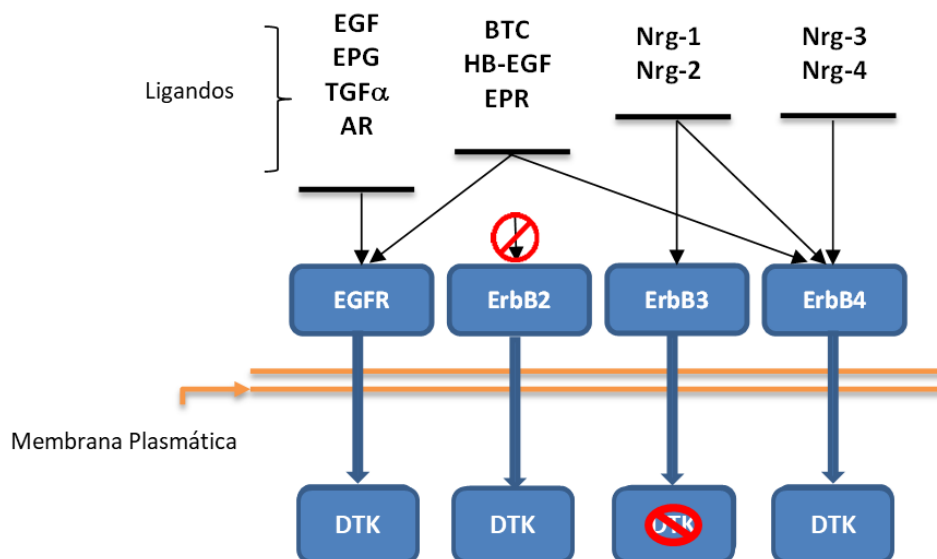 Ligandos
EGF
EPG
TGFα
AR
BTC
HB-EGF
EPR
Nrg-1
Nrg-2
Nrg-3
Nrg-4
EGFR
ErbB2
ErbB3
ErbB4
Membrana Plasmática
DTK
DTK
DTK
DTK